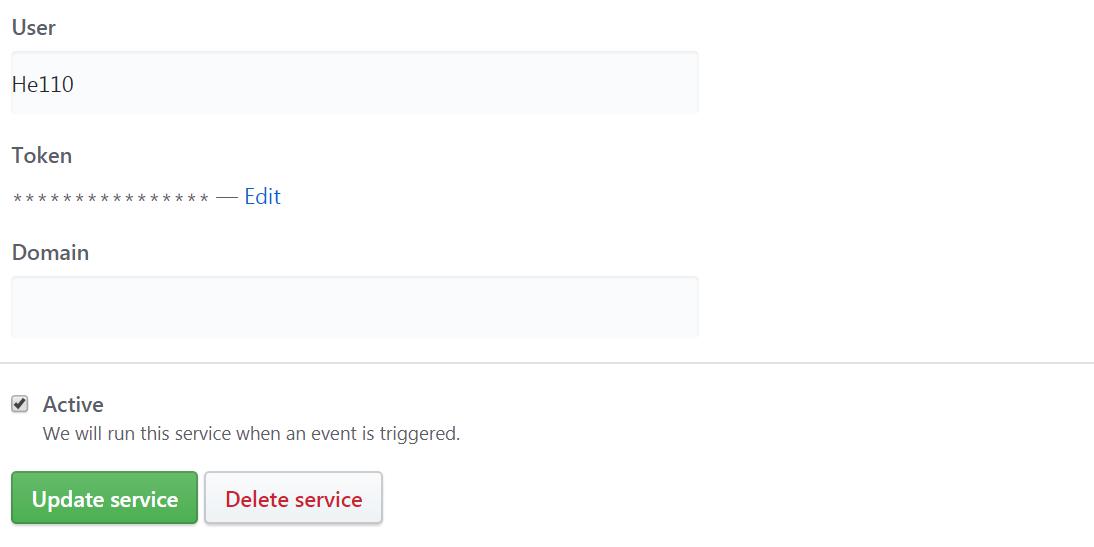 User
He110
Token
**************** — Edit
Domain
Active
We will run this service when an event is triggered.
Update service Delete service